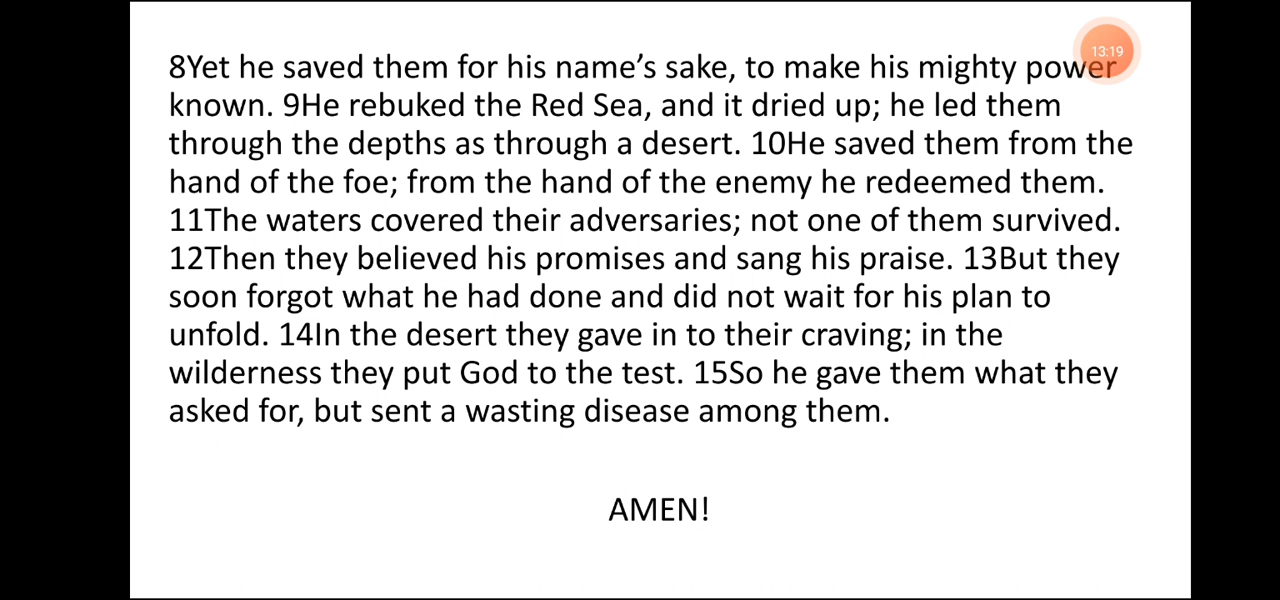 8Yet he saved them for his name’s sake, to make his mighty power
known. 9He rebuked the Red Sea, and it dried up; he led them
through the depths as through a desert. 10He saved them from the
hand of the foe; from the hand of the enemy he redeemed them.
11The waters covered their adversaries; not one of them survived.
12Then they believed his promises and sang his praise. 13But they
soon forgot what he had done and did not wait for his plan to
unfold. 14In the desert they gave in to their craving; in the
wilderness they put God to the test. 15So he gave them what they
asked for, but sent a wasting disease among them.
AMEN!
13:19